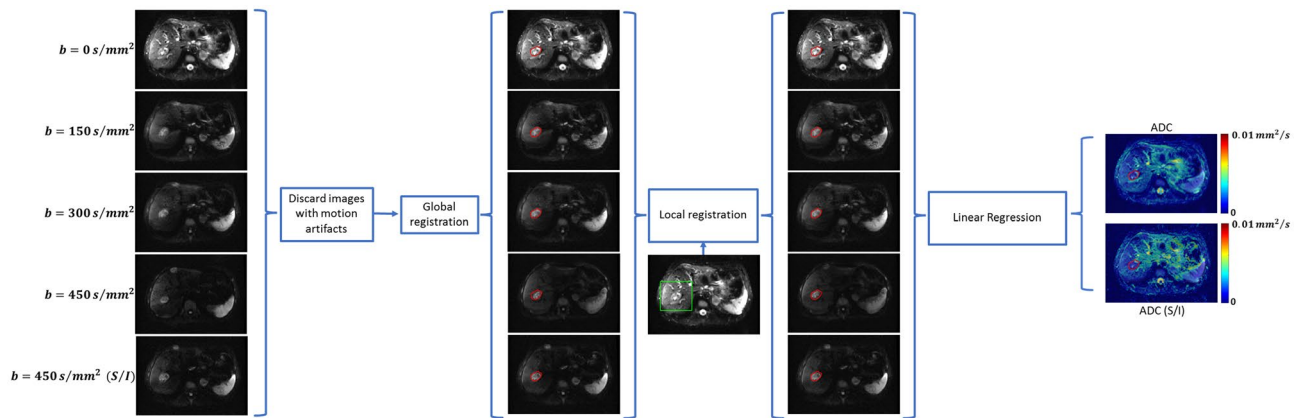 b = 0 s/mm²
b = 150 s/mm²
b = 300 s/mm²
b = 450 s/mm²
b = 450 s/mm² (S/I)
Discard images
with motion
artifacts
Global
registration
Local registration
Linear Regression
ADC
0.01 mm²/s
0
0.01 mm²/s
0
ADC (S/I)